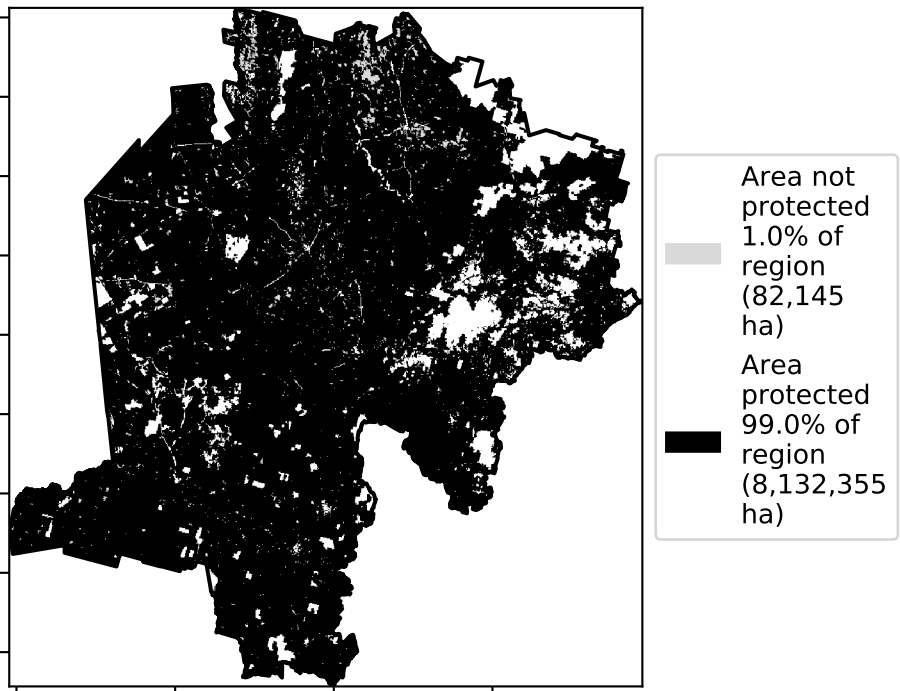 Area not
protected
1.0% of
region
(82,145
ha)
Area
protected
99.0% of
region
(8,132,355
ha)